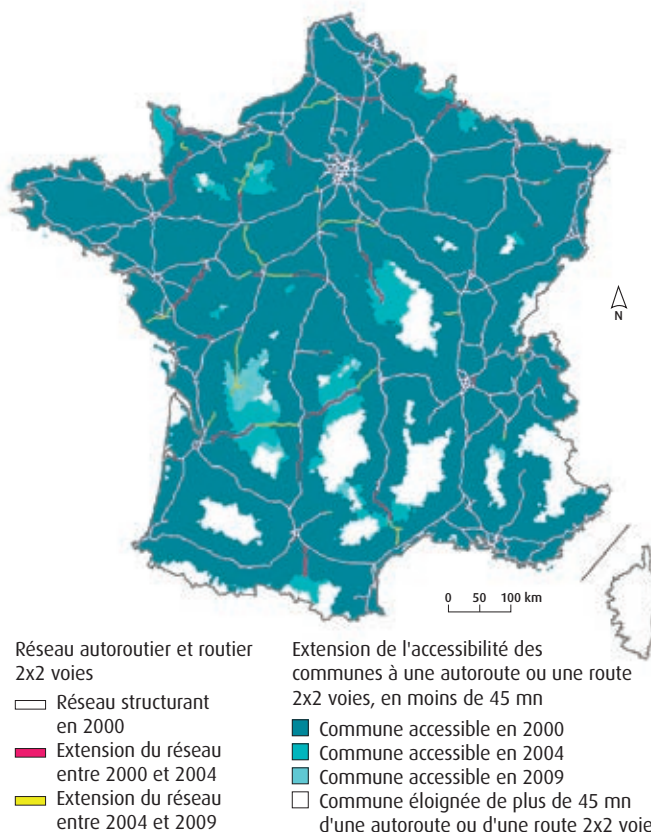 N
0 50 100 km
Réseau autoroutier et routier
2x2 voies
Réseau structurant
en 2000
Extension du réseau
entre 2000 et 2004
Extension du réseau
entre 2004 et 2009
Extension de l'accessibilité des
communes à une autoroute ou une route
2x2 voies, en moins de 45 mn
Commune accessible en 2000
Commune accessible en 2004
Commune accessible en 2009
Commune éloignée de plus de 45 mn
d'une autoroute ou d'une route 2x2 voie